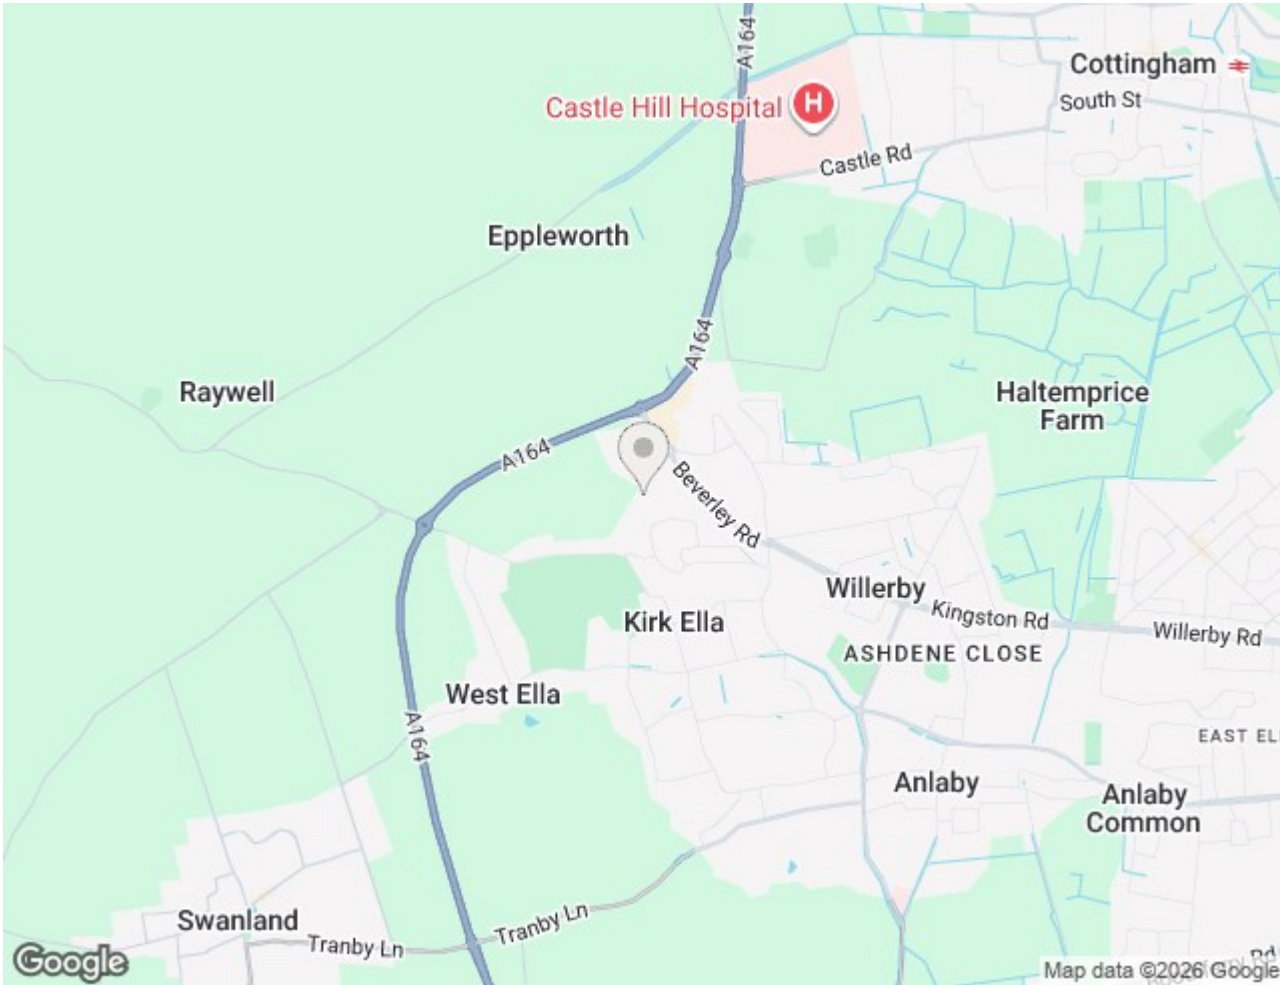 A164
Cottingham
Castle Hill Hospital
H
South St
Castle Rd
Eppleworth
A164
Raywell
Haltemprice
Farm
A164
Beverley Rd
Willerby
Kingston Rd
Kirk Ella
Willerby Rd
ASHDENE CLOSE
West Ella
A164
EAST EL
Anlaby
Anlaby
Common
Swanland
Tranby Ln
Tranby Ln
Google
Map data ©2026 Google